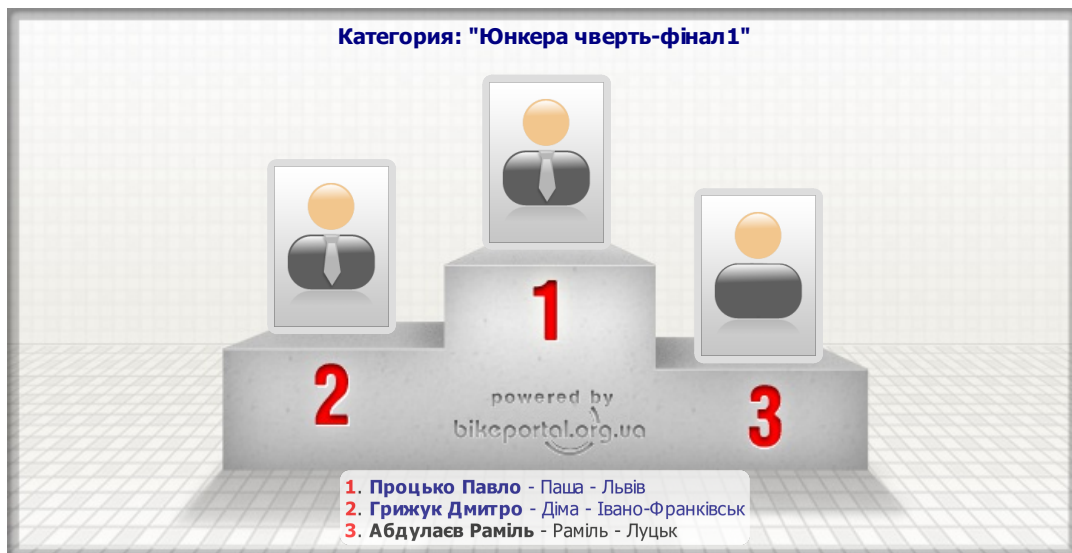 Категория: "Юнкера чверть-фінал1"
1
2
3
powered by
bikeportal.org.ua
1. Процько Павло - Паша - Львів
2. Грижук Дмитро - Діма - Івано-Франківськ
3. Абдулаєв Раміль - Раміль - Луцьк